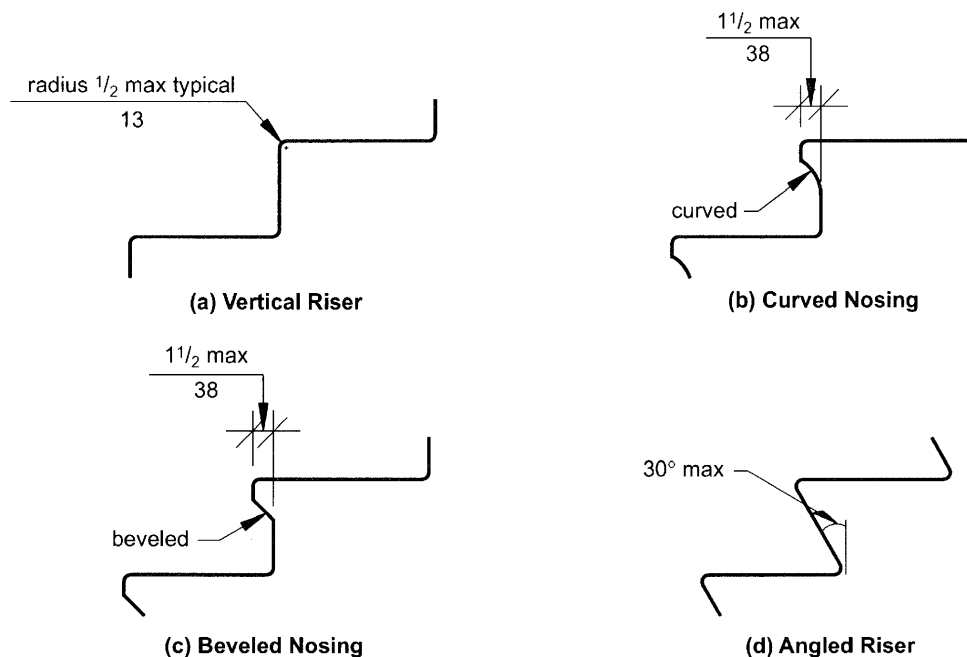 radius 1/2 max typical
13
(a) Vertical Riser
1 1/2 max
38
curved
(b) Curved Nosing
1 1/2 max
38
beveled
(c) Beveled Nosing
30° max
(d) Angled Riser